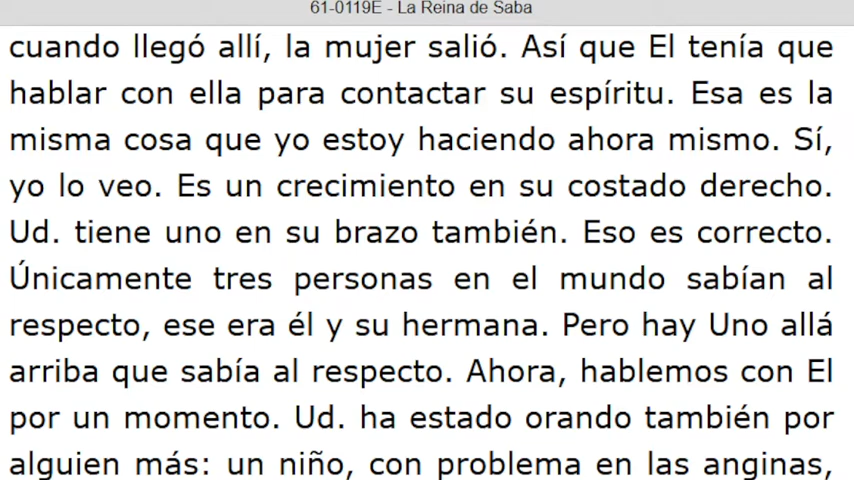 61-0119E - La Reina de Saba
cuando llegó allí, la mujer salió. Así que El tenía que
hablar con ella para contactar su espíritu. Esa es la
misma cosa que yo estoy haciendo ahora mismo. Sí,
yo lo veo. Es un crecimiento en su costado derecho.
Ud. tiene uno en su brazo también. Eso es correcto.
Únicamente tres personas en el mundo sabían al
respecto, ese era él y su hermana. Pero hay Uno allá
arriba que sabía al respecto. Ahora, hablemos con El
por un momento. Ud. ha estado orando también por
alguien más: un niño, con problema en las anginas,